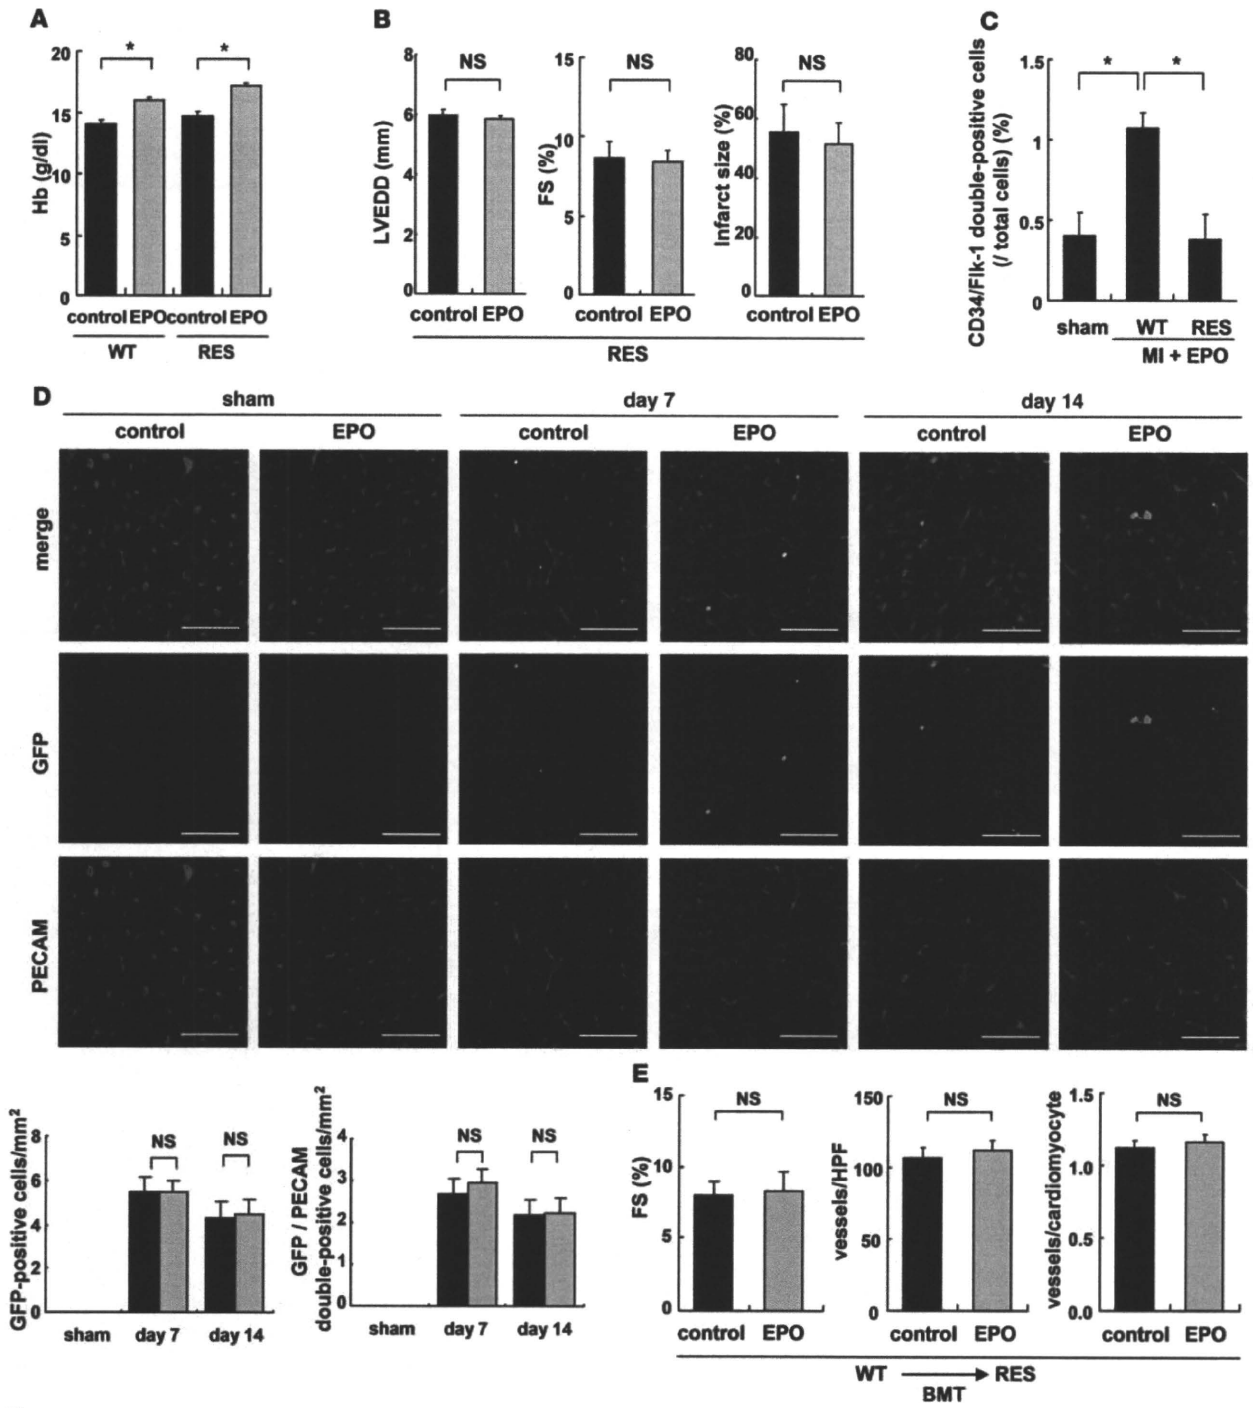 A
Hb (g/dl)
20
15
10
5
0
*
*
control EPO control EPO
WT
RES
B
LVEDD (mm)
8
6
4
2
0
NS
control EPO
FS (%)
15
10
5
0
NS
control EPO
Infarct size (%)
80
60
40
20
0
NS
control EPO
RES
C
CD34/Flk-1 double-positive cells
(/ total cells) (%)
1.5
1
0.5
0
*
*
sham
WT
RES
MI + EPO
D
sham
day 7
day 14
control
EPO
control
EPO
control
EPO
merge
GFP
PECAM
GFP-positive cells/mm²
8
6
4
2
0
NS
NS
sham
day 7
day 14
GFP / PECAM
double-positive cells/mm²
4
3
2
1
0
NS
NS
sham
day 7
day 14
E
FS (%)
15
10
5
0
NS
control EPO
vessels/HPF
150
100
50
0
NS
control EPO
vessels/cardiomyocyte
1.5
1.0
0.5
0.0
NS
control EPO
WT → RES
BMT